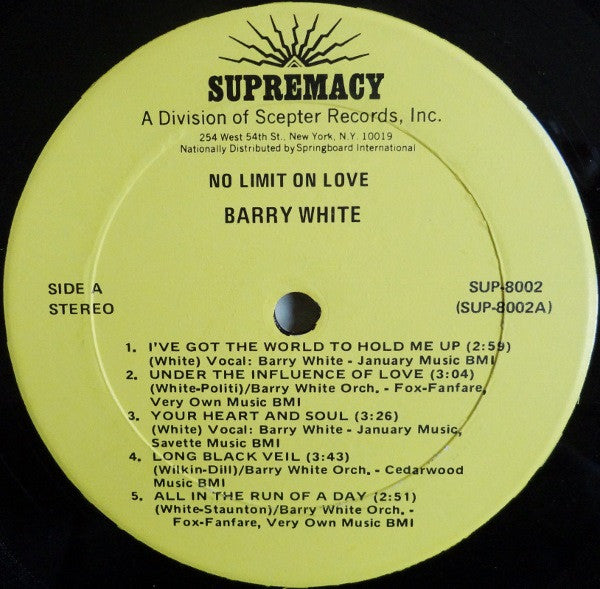 SUPREMACY
A Division of Scepter Records, Inc.
254 West 54th St., New York, N.Y. 10019
Nationally Distributed by Springboard International
NO LIMIT ON LOVE
BARRY WHITE
SIDE A
STEREO
SUP-8002
(SUP-8002A)
1. I'VE GOT THE WORLD TO HOLD ME UP (2:59)
(White) Vocal: Barry White - January Music BMI
2. UNDER THE INFLUENCE OF LOVE (3:04)
(White-Politi)/Barry White Orch. - Fox-Fanfare,
Very Own Music BMI
3. YOUR HEART AND SOUL (3:26)
(White) Vocal: Barry White - January Music,
Savette Music BMI
4. LONG BLACK VEIL (3:43)
(Wilkin-Dill)/Barry White Orch. - Cedarwood
Music BMI
5. ALL IN THE RUN OF A DAY (2:51)
(White-Staunton)/Barry White Orch. -
Fox-Fanfare, Very Own Music BMI